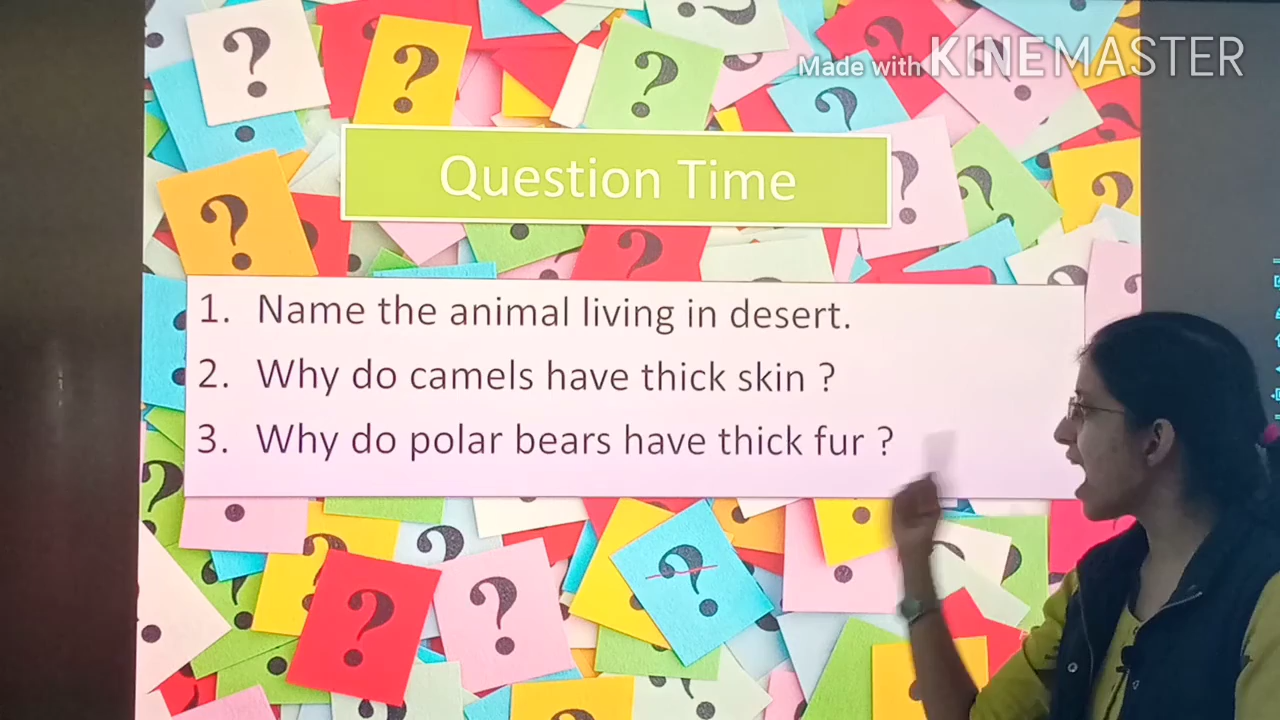 Made with KINEMASTER
Question Time
1. Name the animal living in desert.
2. Why do camels have thick skin ?
3. Why do polar bears have thick fur ?